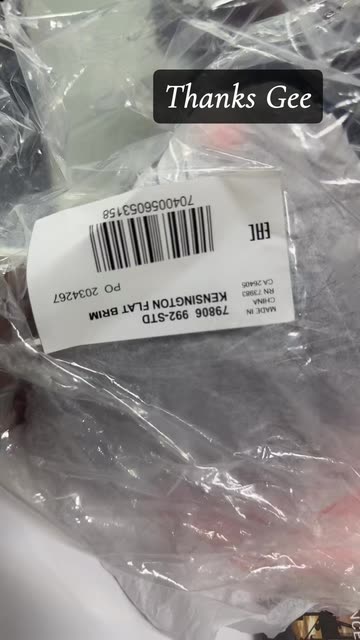 Thanks Gee
79806 992-STD
KENSINGTON FLAT BRIM
MADE IN
CHINA
RN 73983
CA 26405
PO 2034267
7040056053158
EAC